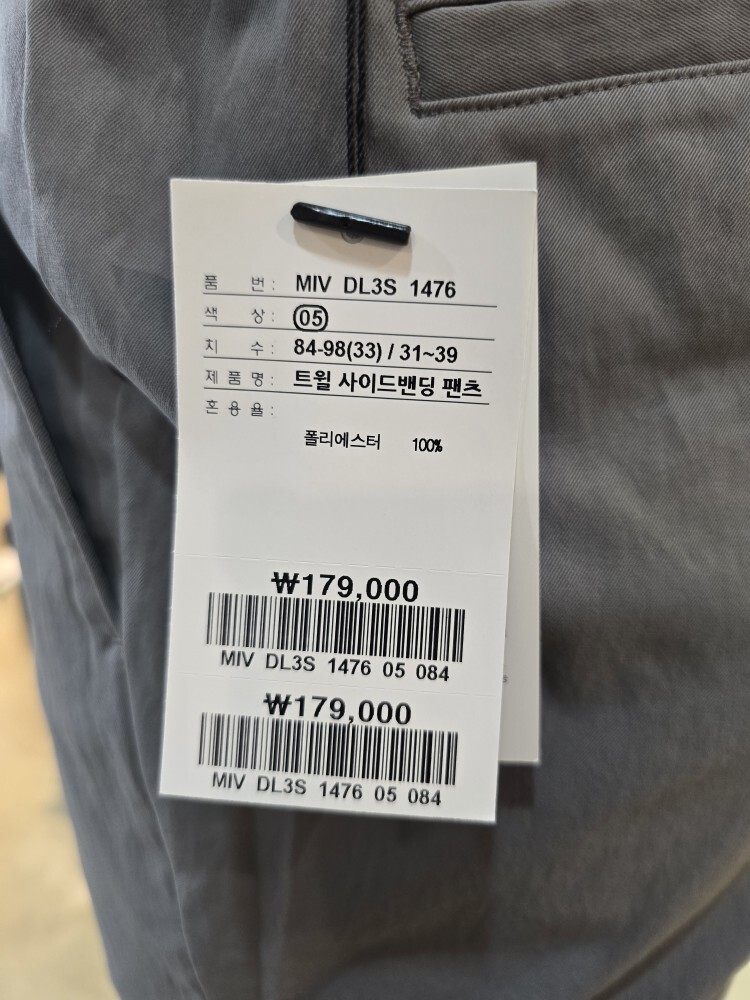 품 번 : MIV DL3S 1476
색 상 : 05
치 수 : 84-98(33) / 31~39
제 품 명 : 트윌 사이드밴딩 팬츠
혼 용 율 :
폴리에스터 100%
₩179,000
MIV DL3S 1476 05 084
₩179,000
MIV DL3S 1476 05 084